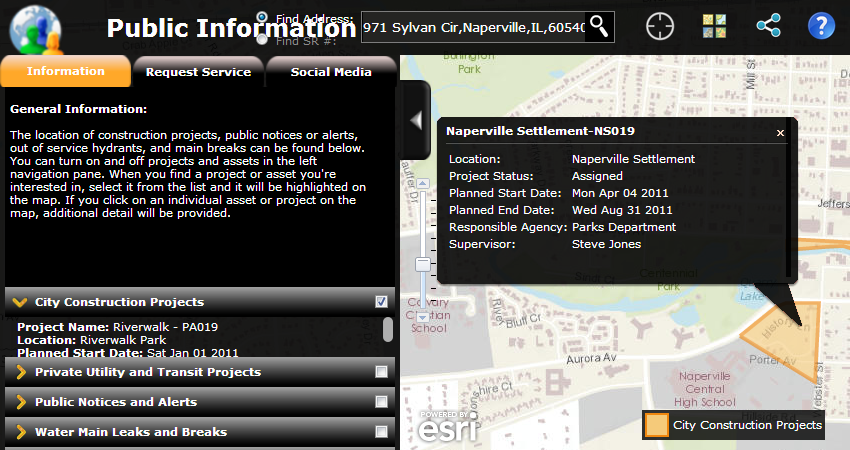 Public Information
Find Address:
Find SR #:
971 Sylvan Cir,Naperville,IL,6054
Information
Request Service
Social Media
General Information:
The location of construction projects, public notices or alerts,
out of service hydrants, and main breaks can be found below.
You can turn on and off projects and assets in the left
navigation pane. When you find a project or asset you're
interested in, select it from the list and it will be highlighted on
the map. If you click on an individual asset or project on the
map, additional detail will be provided.
City Construction Projects
Project Name: Riverwalk - PA019
Location: Riverwalk Park
Planned Start Date: Sat Jan 01 2011
Private Utility and Transit Projects
Public Notices and Alerts
Water Main Leaks and Breaks
Burlington
Park
Mill St
Naperville Settlement-NS019
Location: Naperville Settlement
Project Status: Assigned
Planned Start Date: Mon Apr 04 2011
Planned End Date: Wed Aug 31 2011
Responsible Agency: Parks Department
Supervisor: Steve Jones
Jeffers
Centennial
Park
Lake
Calvary
Christian
School
River
Bluff Ct
Aurora Av
Porter Av
Webster St
Naperville
Central
High School
POWERED BY
esri
City Construction Projects